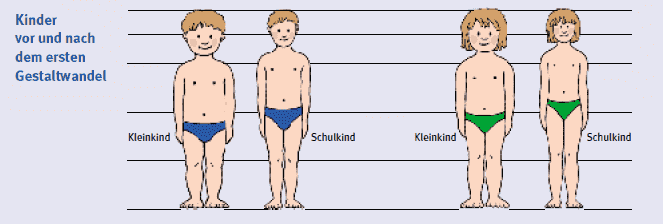 Kinder
vor und nach
dem ersten
Gestaltwandel
Kleinkind
Schulkind
Kleinkind
Schulkind